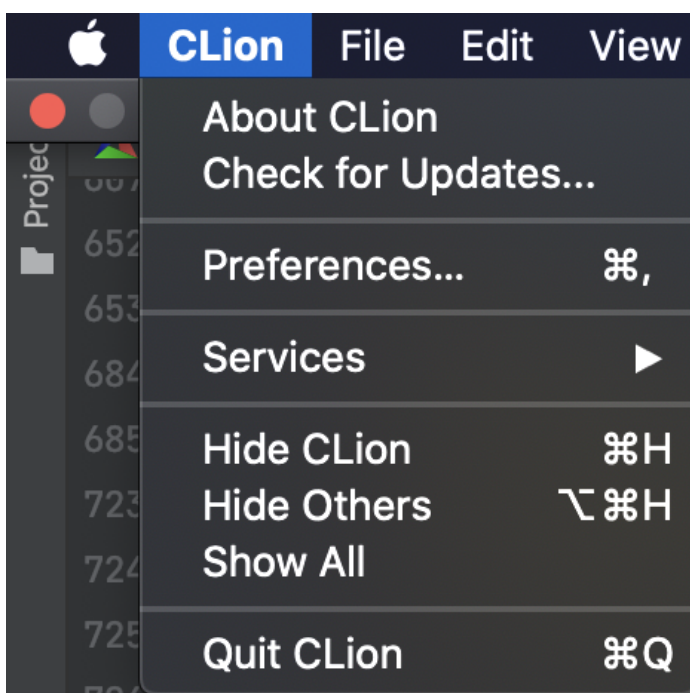 CLion File Edit View
About CLion
Check for Updates...
Preferences... ⌘,
Services ▶
Hide CLion ⌘H
Hide Others ⌥⌘H
Show All
Quit CLion ⌘Q
652
653
684
685
723
724
725